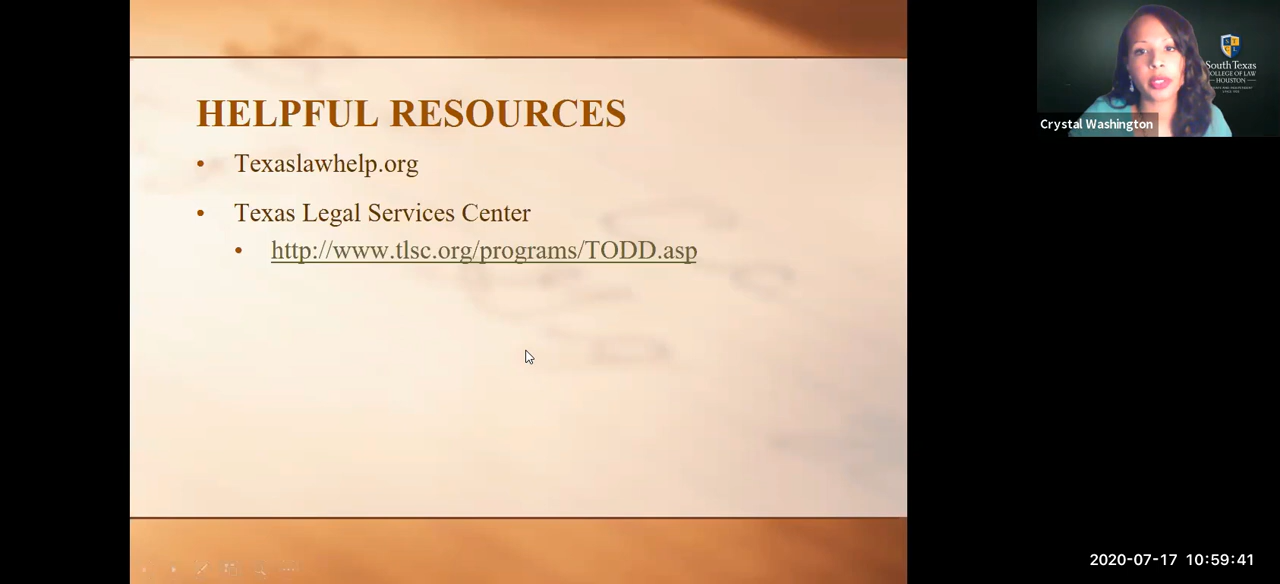 HELPFUL RESOURCES
• Texaslawhelp.org
• Texas Legal Services Center
• http://www.tlsc.org/programs/TODD.asp
South Texas
COLLEGE OF LAW
HOUSTON
Crystal Washington
2020-07-17 10:59:41